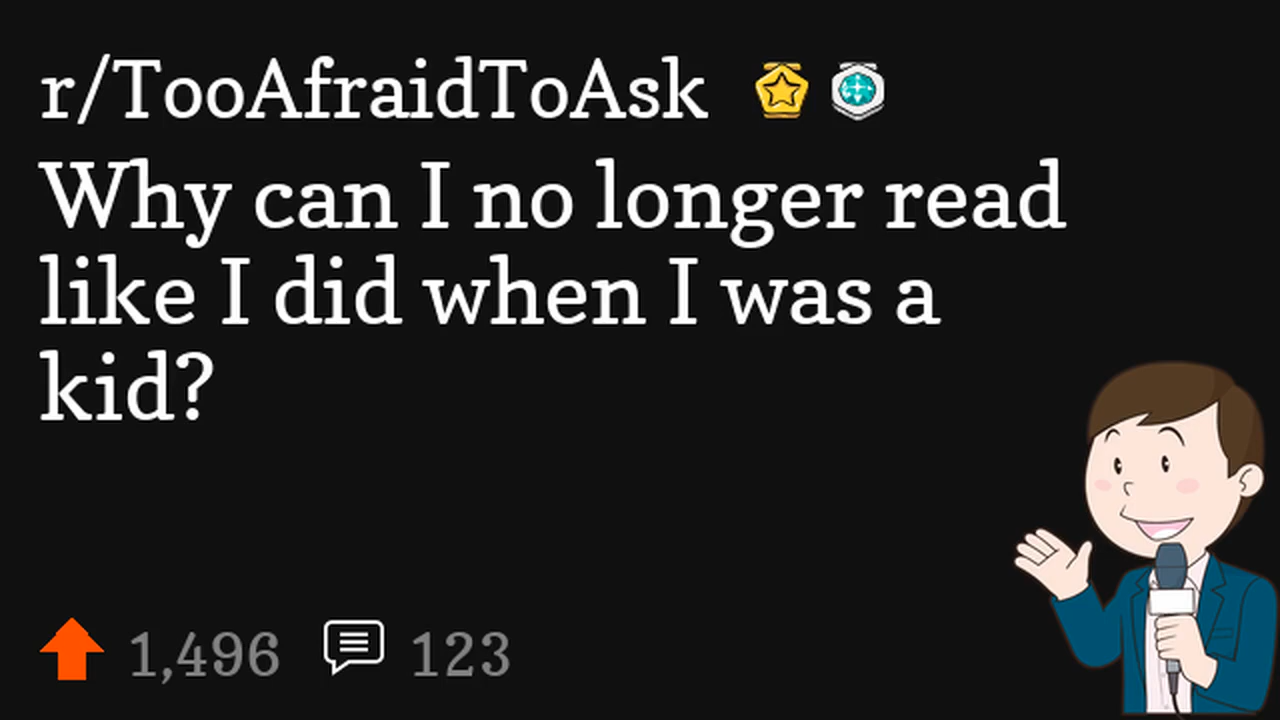 r/TooAfraidToAsk
Why can I no longer read
like I did when I was a
kid?
1,496 123